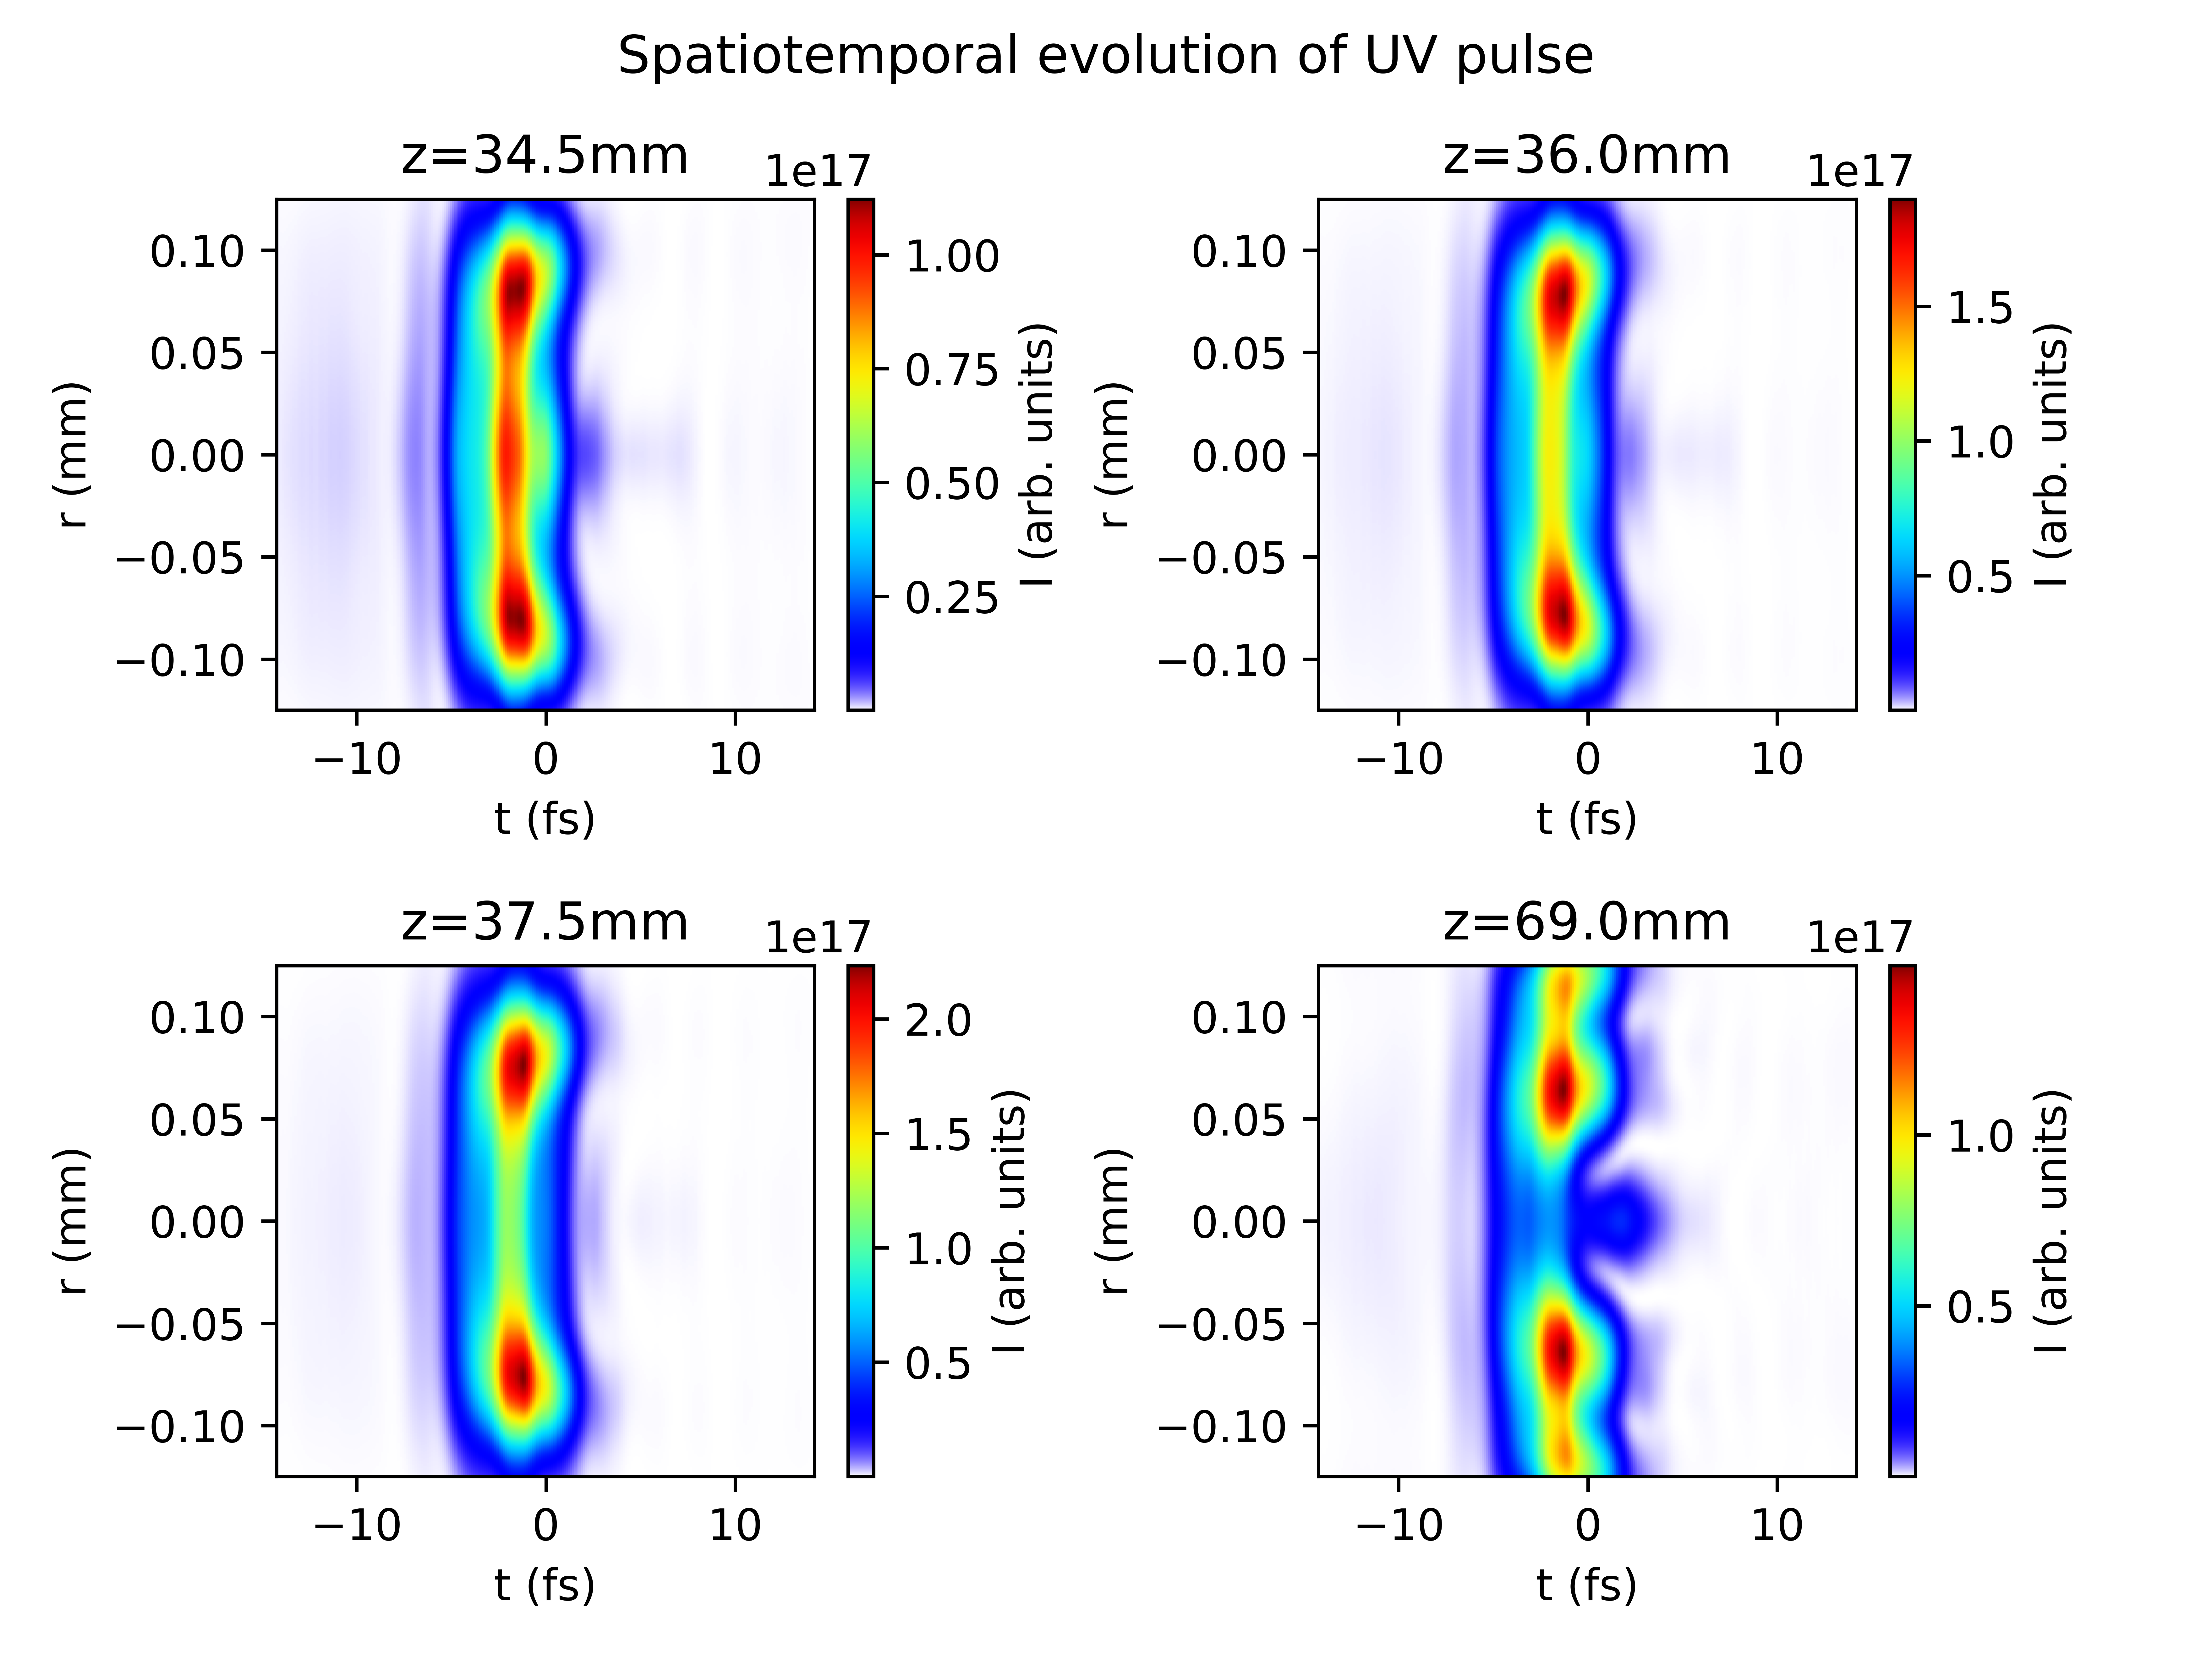 Spatiotemporal evolution of UV pulse
z=34.5mm
1e17
0.10
0.05
0.00
−0.05
−0.10
r (mm)
−10 0 10
t (fs)
1.00
0.75
0.50
0.25
I (arb. units)
z=36.0mm
1e17
0.10
0.05
0.00
−0.05
−0.10
r (mm)
−10 0 10
t (fs)
1.5
1.0
0.5
I (arb. units)
z=37.5mm
1e17
0.10
0.05
0.00
−0.05
−0.10
r (mm)
−10 0 10
t (fs)
2.0
1.5
1.0
0.5
I (arb. units)
z=69.0mm
1e17
0.10
0.05
0.00
−0.05
−0.10
r (mm)
−10 0 10
t (fs)
1.0
0.5
I (arb. units)